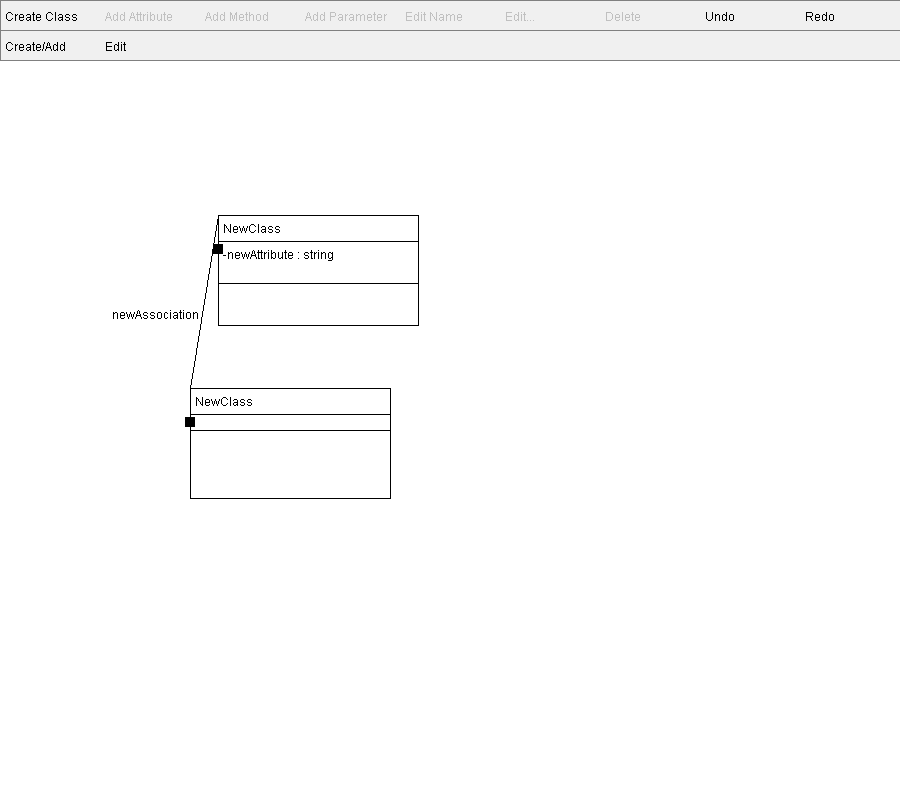 Create Class Add Attribute Add Method Add Parameter Edit Name Edit... Delete Undo Redo
Create/Add Edit
NewClass
-newAttribute : string
newAssociation
NewClass